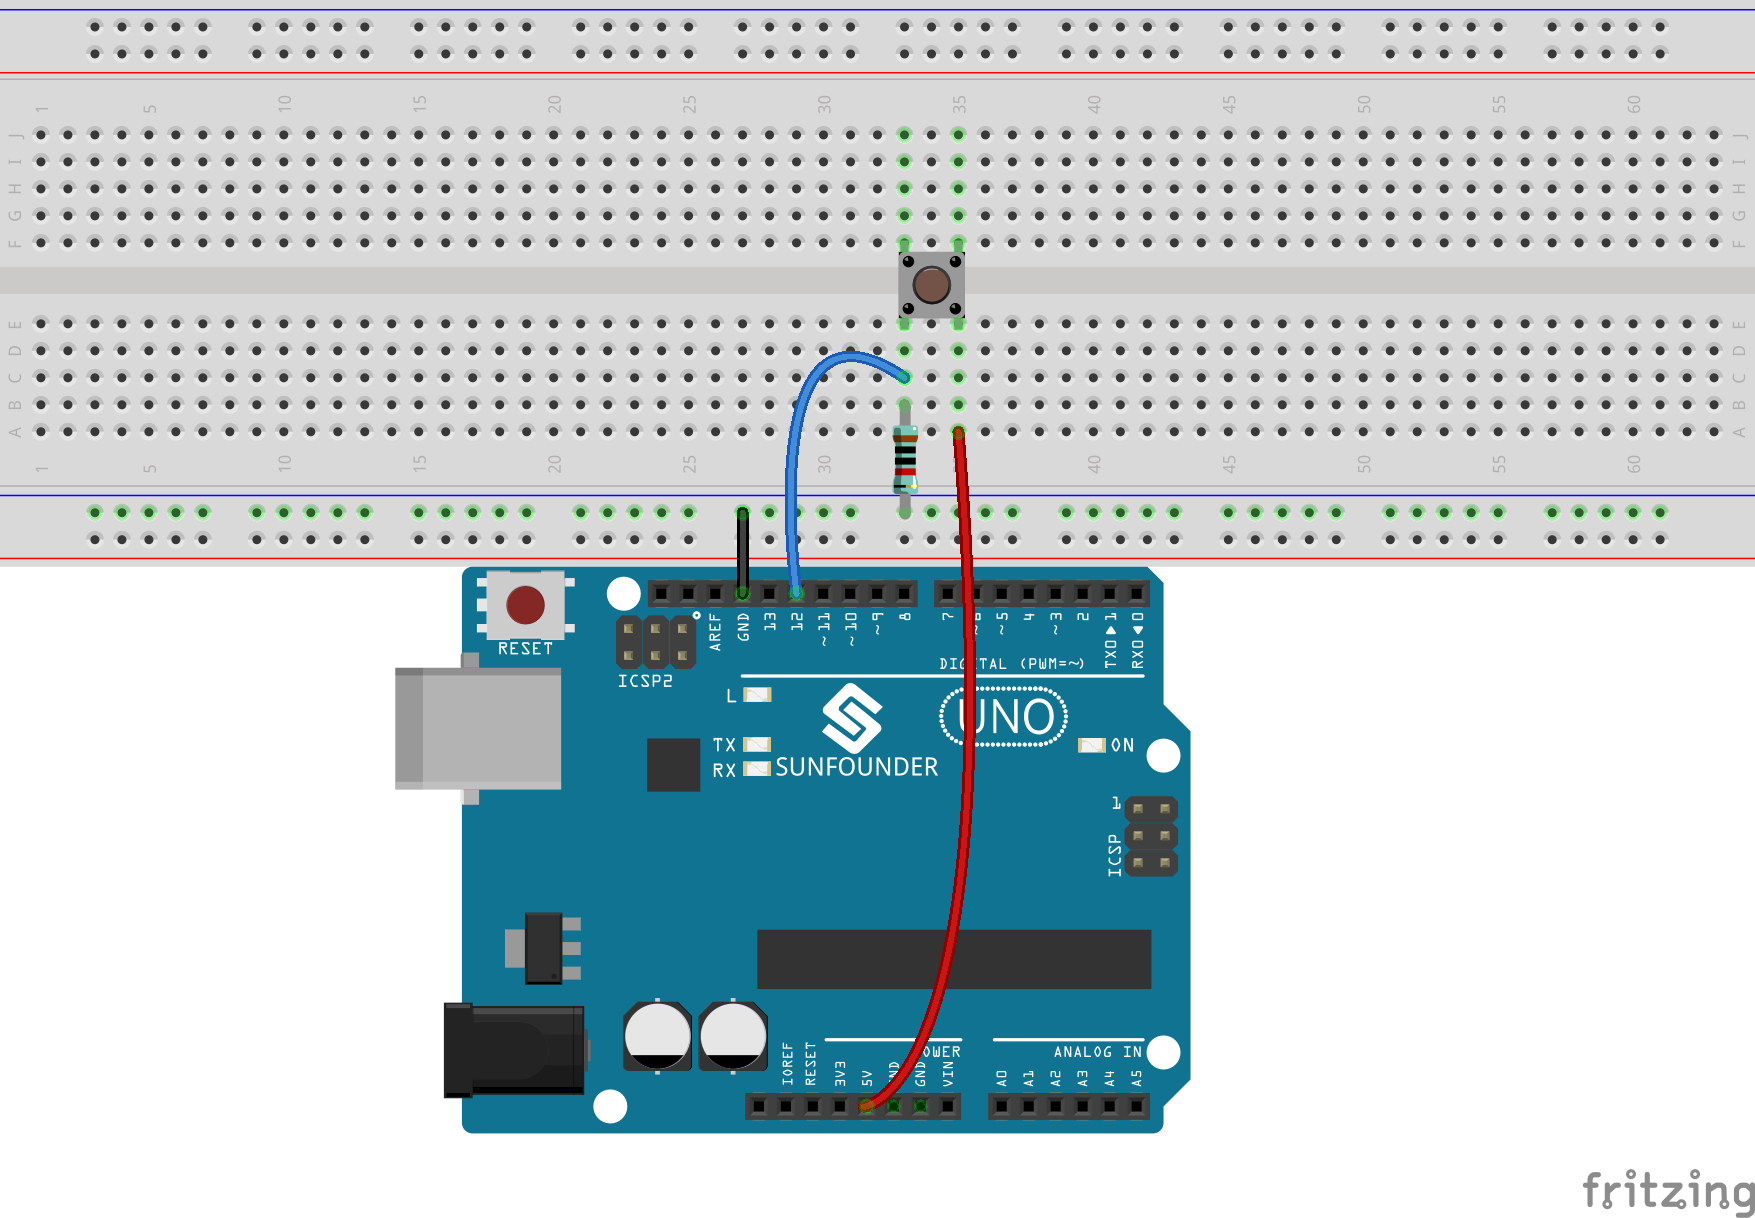 1 5 10 15 20 25 30 35 40 45 50 55 60
J J
I I
H H
G G
F F
E E
D D
C C
B B
A A
1 5 10 15 20 25 30 35 40 45 50 55 60
RESET
ICSP2
AREF GND 13 12 ~11 ~10 ~9 8 7 ~6 ~5 4 ~3 2 TXO▶1 RXO◀0
DIGITAL (PWM=~)
L
TX
RX
SUNFOUNDER
UNO
ON
1
ICSP
POWER
ANALOG IN
IOREF RESET 3V3 5V GND GND VIN A0 A1 A2 A3 A4 A5
fritzing